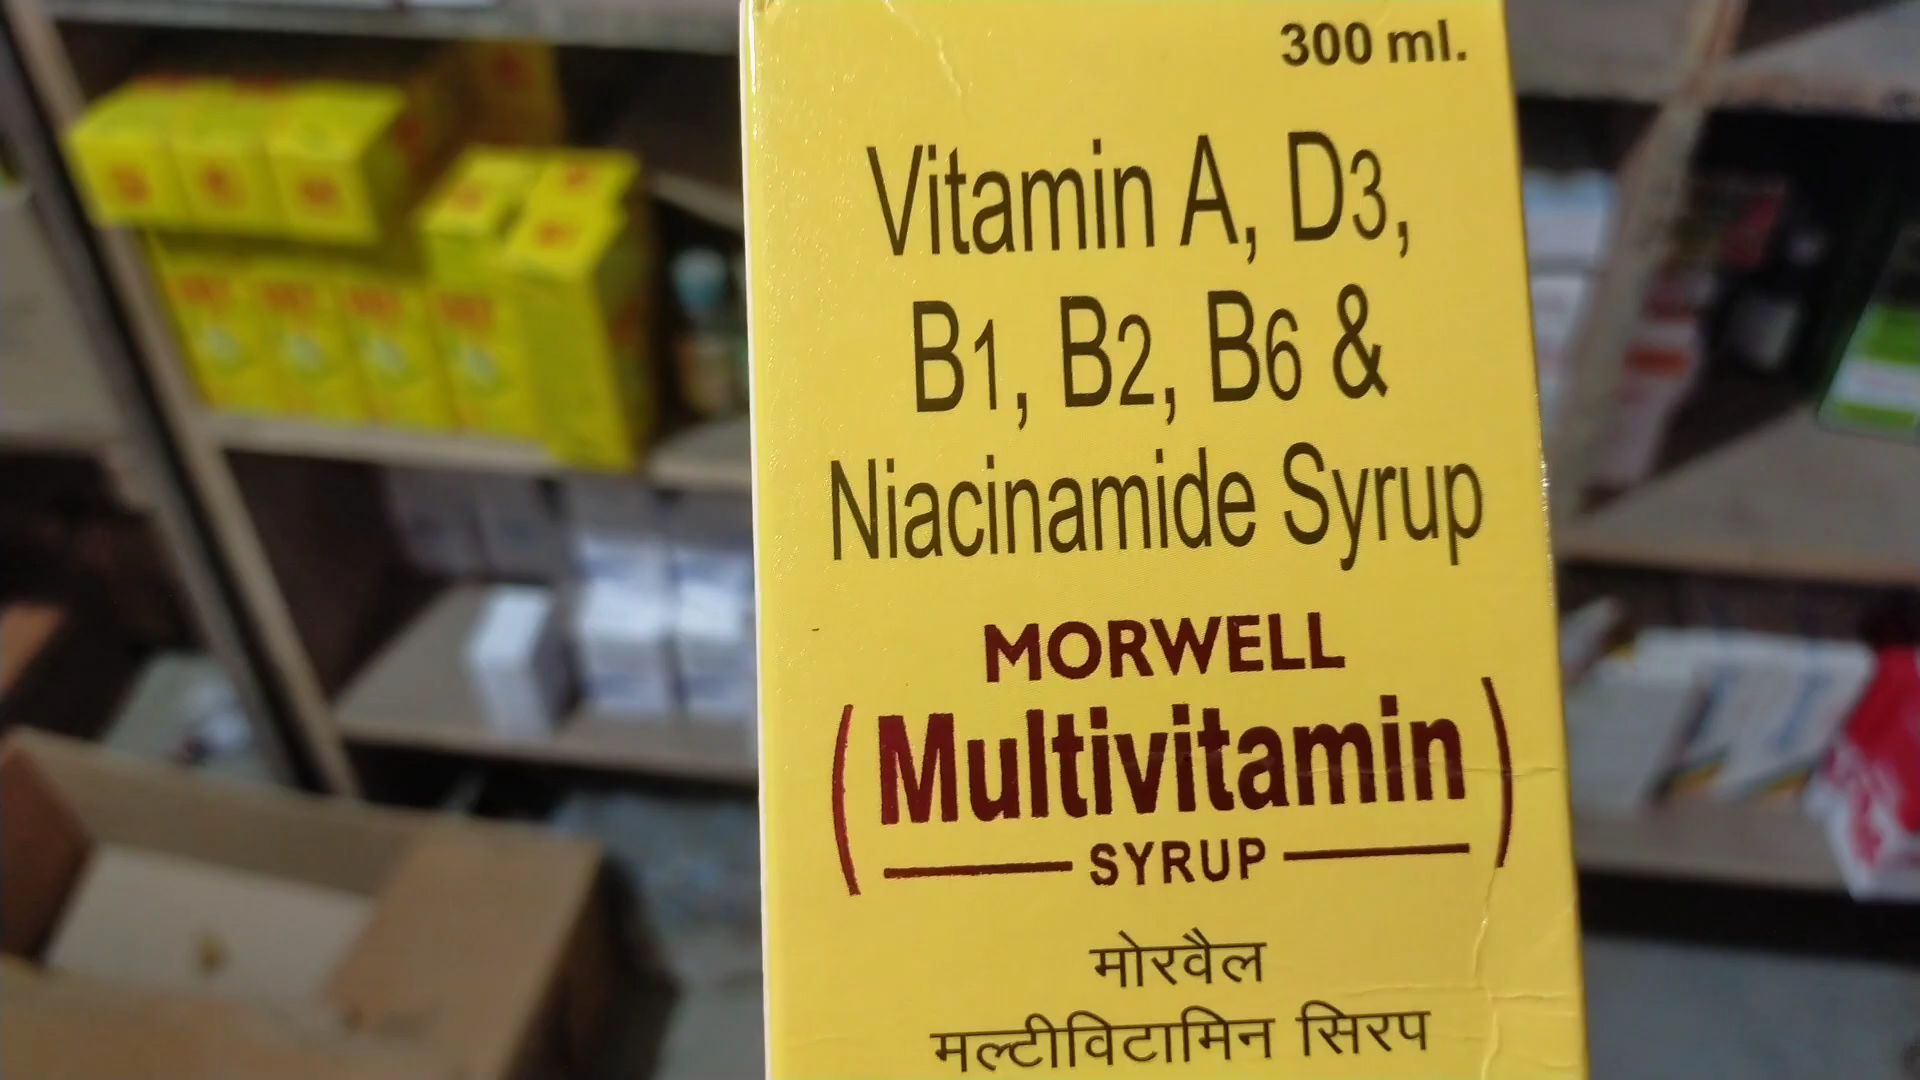 300 ml.
Vitamin A, D3,
B1, B2, B6 &
Niacinamide Syrup
MORWELL
(Multivitamin)
SYRUP
मोरवैल
मल्टीविटामिन सिरप